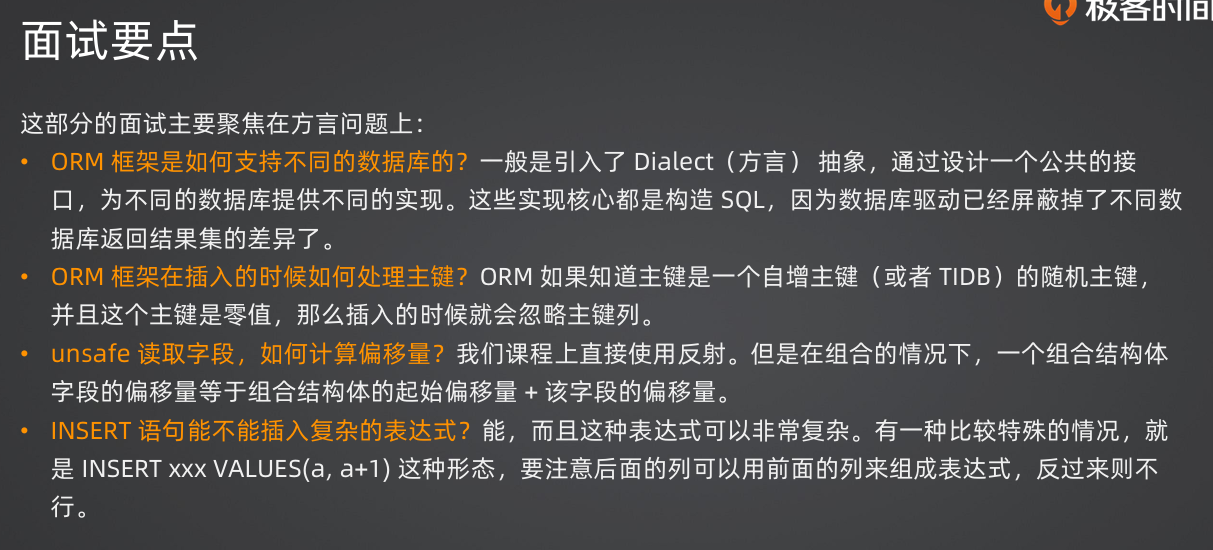 极客时间
面试要点
这部分的面试主要聚焦在方言问题上：
• ORM 框架是如何支持不同的数据库的？一般是引入了 Dialect（方言） 抽象，通过设计一个公共的接
口，为不同的数据库提供不同的实现。这些实现核心都是构造 SQL，因为数据库驱动已经屏蔽掉了不同数
据库返回结果集的差异了。
• ORM 框架在插入的时候如何处理主键？ORM 如果知道主键是一个自增主键（或者 TIDB）的随机主键，
并且这个主键是零值，那么插入的时候就会忽略主键列。
• unsafe 读取字段，如何计算偏移量？我们课程上直接使用反射。但是在组合的情况下，一个组合结构体
字段的偏移量等于组合结构体的起始偏移量 + 该字段的偏移量。
• INSERT 语句能不能插入复杂的表达式？能，而且这种表达式可以非常复杂。有一种比较特殊的情况，就
是 INSERT xxx VALUES(a, a+1) 这种形态，要注意后面的列可以用前面的列来组成表达式，反过来则不
行。